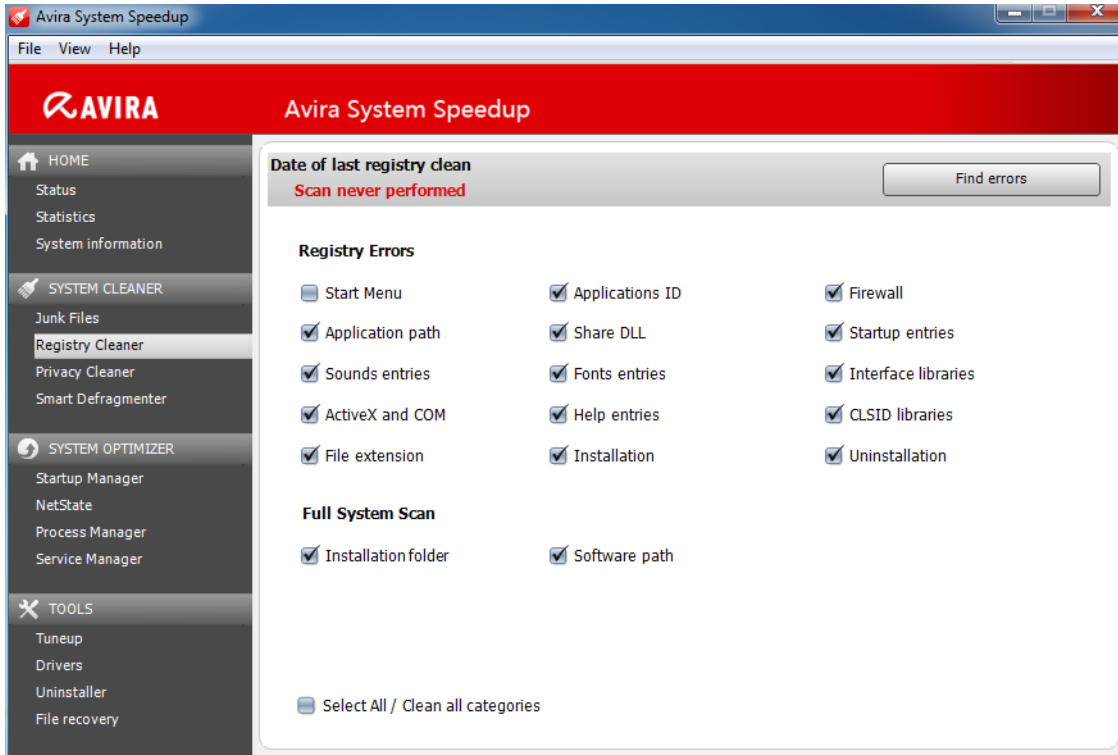 Avira System Speedup
File View Help
AVIRA
Avira System Speedup
HOME
Status
Statistics
System information
SYSTEM CLEANER
Junk Files
Registry Cleaner
Privacy Cleaner
Smart Defragmenter
SYSTEM OPTIMIZER
Startup Manager
NetState
Process Manager
Service Manager
TOOLS
Tuneup
Drivers
Uninstaller
File recovery
Date of last registry clean
Scan never performed
Find errors
Registry Errors
Start Menu Applications ID Firewall
Application path Share DLL Startup entries
Sounds entries Fonts entries Interface libraries
ActiveX and COM Help entries CLSID libraries
File extension Installation Uninstallation
Full System Scan
Installation folder Software path
Select All / Clean all categories